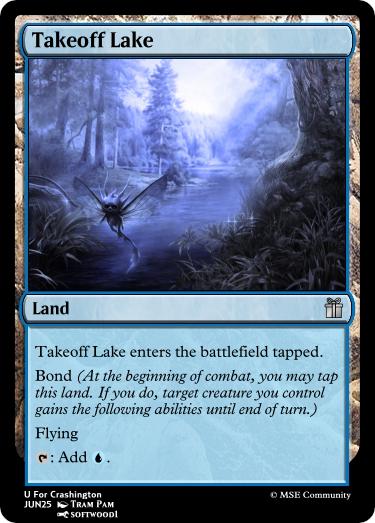 Takeoff Lake
Land
Takeoff Lake enters the battlefield tapped.
Bond (At the beginning of combat, you may tap
this land. If you do, target creature you control
gains the following abilities until end of turn.)
Flying
: Add .
U For Crashington
JUN25 Tram Pam
softwood1
© MSE Community